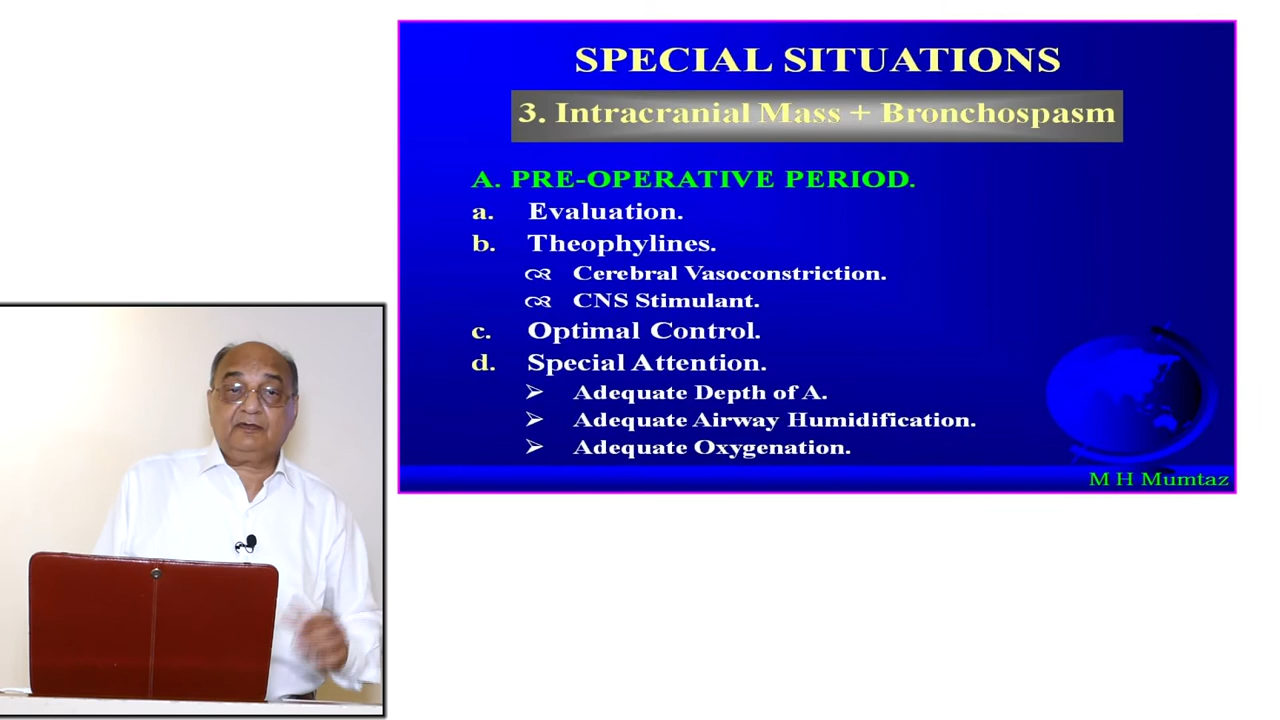 SPECIAL SITUATIONS
3. Intracranial Mass + Bronchospasm
A. PRE-OPERATIVE PERIOD.
a. Evaluation.
b. Theophylines.
Cerebral Vasoconstriction.
CNS Stimulant.
c. Optimal Control.
d. Special Attention.
➢ Adequate Depth of A.
➢ Adequate Airway Humidification.
➢ Adequate Oxygenation.
M H Mumtaz